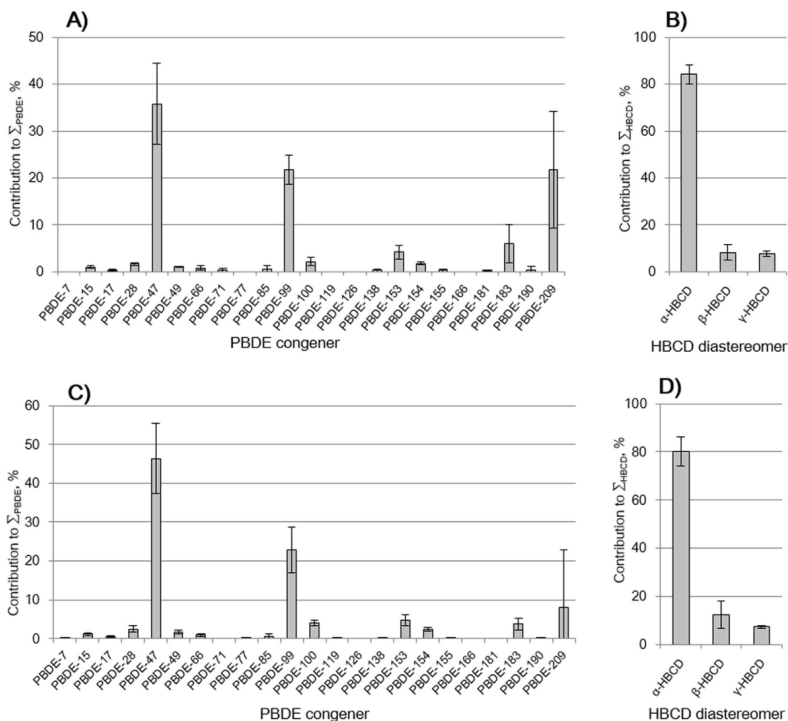 A)
Contribution to ΣPBDE, %
50
40
30
20
10
0
PBDE-7
PBDE-15
PBDE-17
PBDE-28
PBDE-47
PBDE-49
PBDE-66
PBDE-71
PBDE-77
PBDE-85
PBDE-99
PBDE-100
PBDE-119
PBDE-126
PBDE-138
PBDE-153
PBDE-154
PBDE-155
PBDE-166
PBDE-181
PBDE-183
PBDE-190
PBDE-209
PBDE congener
B)
Contribution to ΣHBCD, %
100
80
60
40
20
0
α-HBCD
β-HBCD
γ-HBCD
HBCD diastereomer
C)
Contribution to ΣPBDE, %
60
50
40
30
20
10
0
PBDE-7
PBDE-15
PBDE-17
PBDE-28
PBDE-47
PBDE-49
PBDE-66
PBDE-71
PBDE-77
PBDE-85
PBDE-99
PBDE-100
PBDE-119
PBDE-126
PBDE-138
PBDE-153
PBDE-154
PBDE-155
PBDE-166
PBDE-181
PBDE-183
PBDE-190
PBDE-209
PBDE congener
D)
Contribution to ΣHBCD, %
100
80
60
40
20
0
α-HBCD
β-HBCD
γ-HBCD
HBCD diastereomer